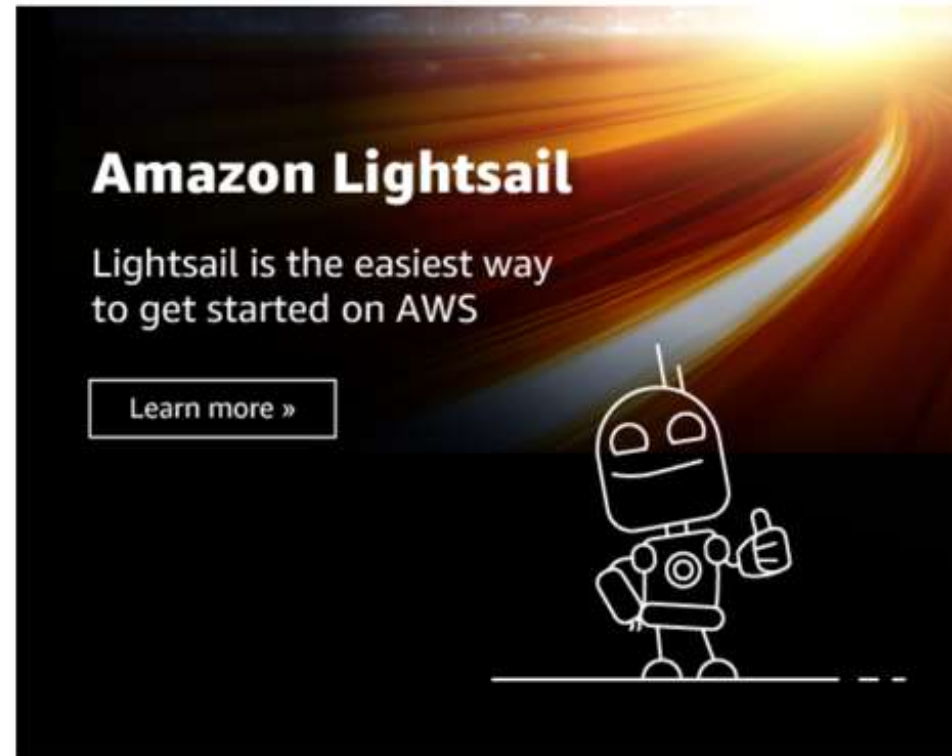 Amazon Lightsail
Lightsail is the easiest way
to get started on AWS
Learn more »